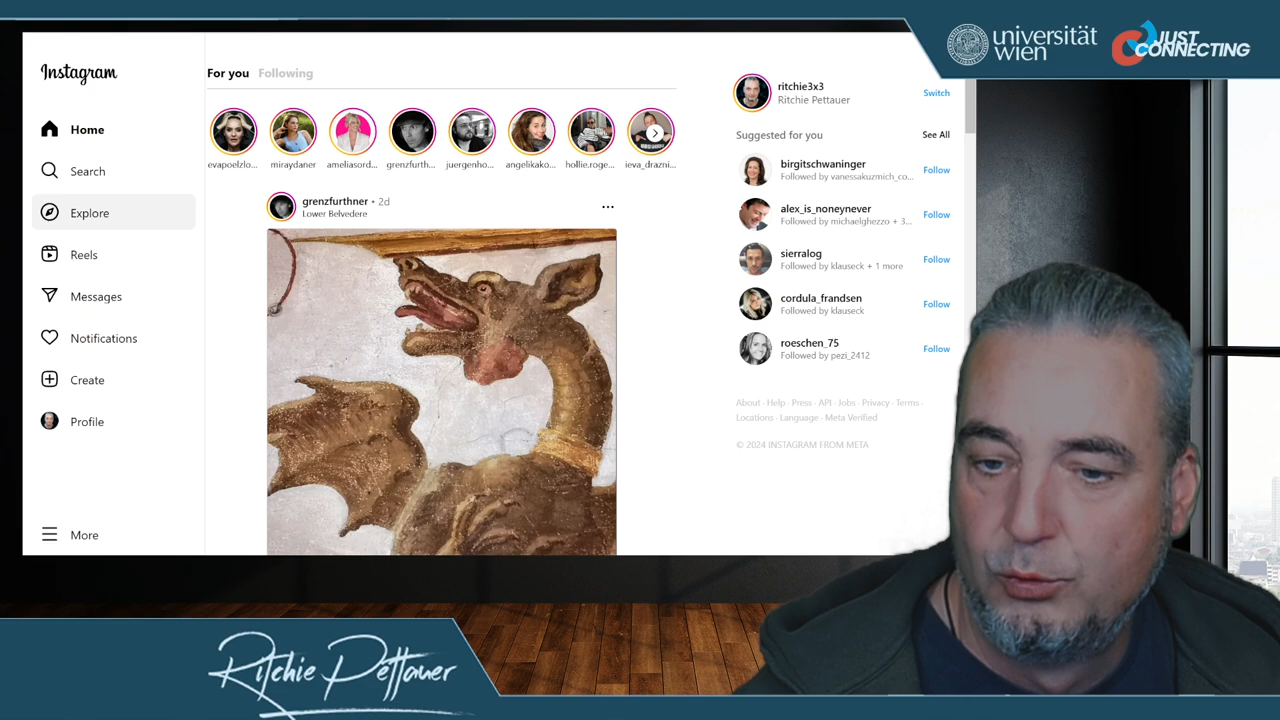 universität
wien
JUST
CONNECTING
Instagram
Home
Search
Explore
Reels
Messages
Notifications
Create
Profile
More
For you Following
evapoelzlo... miraydaner ameliasord... grenzfurth... juergenho... angelikako... hollie.roge... ieva_drazni...
grenzfurthner • 2d
Lower Belvedere
ritchie3x3
Ritchie Pettauer
Switch
Suggested for you See All
birgitschwaninger
Followed by vanessakuzmich_co...
Follow
alex_is_noneynever
Followed by michaelghezzo + 3...
Follow
sierralog
Followed by klauseck + 1 more
Follow
cordula_frandsen
Followed by klauseck
Follow
roeschen_75
Followed by pezi_2412
Follow
About · Help · Press · API · Jobs · Privacy · Terms ·
Locations · Language · Meta Verified
© 2024 INSTAGRAM FROM META
Ritchie Pettauer